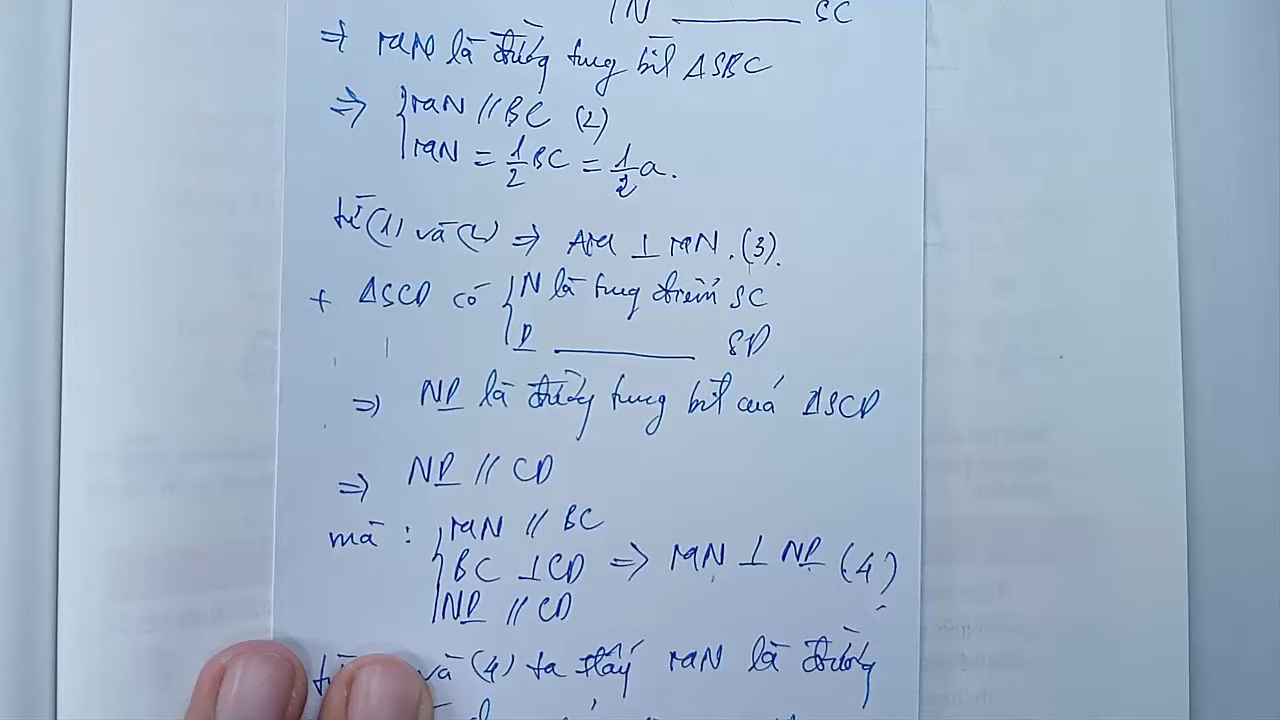 N ______ SC
⇒ MN là đường trung bình ΔSBC
⇒ { MN // BC (2)
MN = 1/2 BC = 1/2 a.
từ (1) và (2) ⇒ AM ⊥ MN. (3).
+ ΔSCD có { N là trung điểm SC
P ______ SD
⇒ NP là đường trung bình của ΔSCD
⇒ NP // CD
mà : { MN // BC
BC ⊥ CD ⇒ MN ⊥ NP (4)
NP // CD
và (4) ta thấy MN là đường